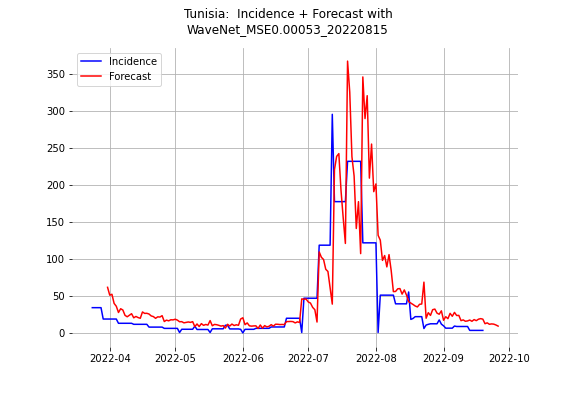 Tunisia:  Incidence + Forecast with
WaveNet_MSE0.00053_20220815
Incidence
Forecast
350
300
250
200
150
100
50
0
2022-04 2022-05 2022-06 2022-07 2022-08 2022-09 2022-10